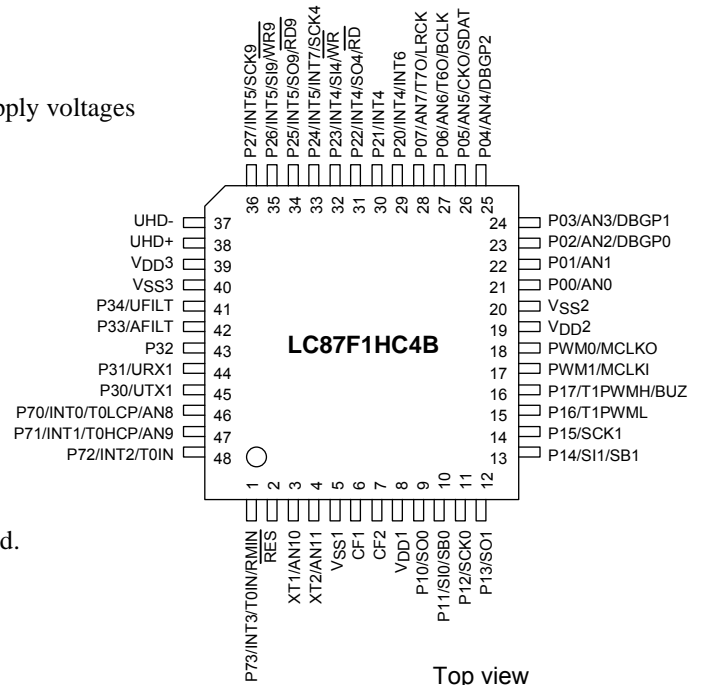 P27/INT5/SCK9
P26/INT5/SI9/WR9
P25/INT5/SO9/RD9
P24/INT5/INT7/SCK4
P23/INT4/SI4/WR
P22/INT4/SO4/RD
P21/INT4
P20/INT4/INT6
P07/AN7/T7O/LRCK
P06/AN6/T6O/BCLK
P05/AN5/CKO/SDAT
P04/AN4/DBGP2
pply voltages
36 35 34 33 32 31 30 29 28 27 26 25
UHD- 37
UHD+ 38
VDD3 39
VSS3 40
P34/UFILT 41
P33/AFILT 42
P32 43
P31/URX1 44
P30/UTX1 45
P70/INT0/T0LCP/AN8 46
P71/INT1/T0HCP/AN9 47
P72/INT2/T0IN 48
LC87F1HC4B
24 P03/AN3/DBGP1
23 P02/AN2/DBGP0
22 P01/AN1
21 P00/AN0
20 VSS2
19 VDD2
18 PWM0/MCLKO
17 PWM1/MCLKI
16 P17/T1PWMH/BUZ
15 P16/T1PWML
14 P15/SCK1
13 P14/SI1/SB1
1 2 3 4 5 6 7 8 9 10 11 12
d.
P73/INT3/T0IN/RMIN
RES
XT1/AN10
XT2/AN11
VSS1
CF1
CF2
VDD1
P10/SO0
P11/SI0/SB0
P12/SCK0
P13/SO1
Top view